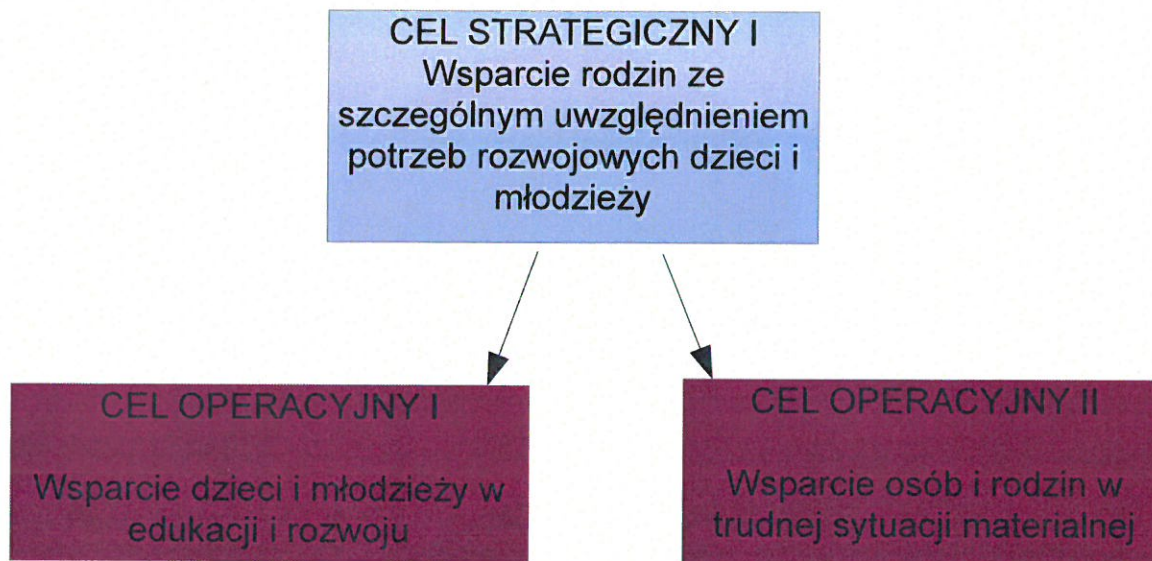 CEL STRATEGICZNY I
Wsparcie rodzin ze
szczególnym uwzględnieniem
potrzeb rozwojowych dzieci i
młodzieży
CEL OPERACYJNY I
Wsparcie dzieci i młodzieży w
edukacji i rozwoju
CEL OPERACYJNY II
Wsparcie osób i rodzin w
trudnej sytuacji materialnej